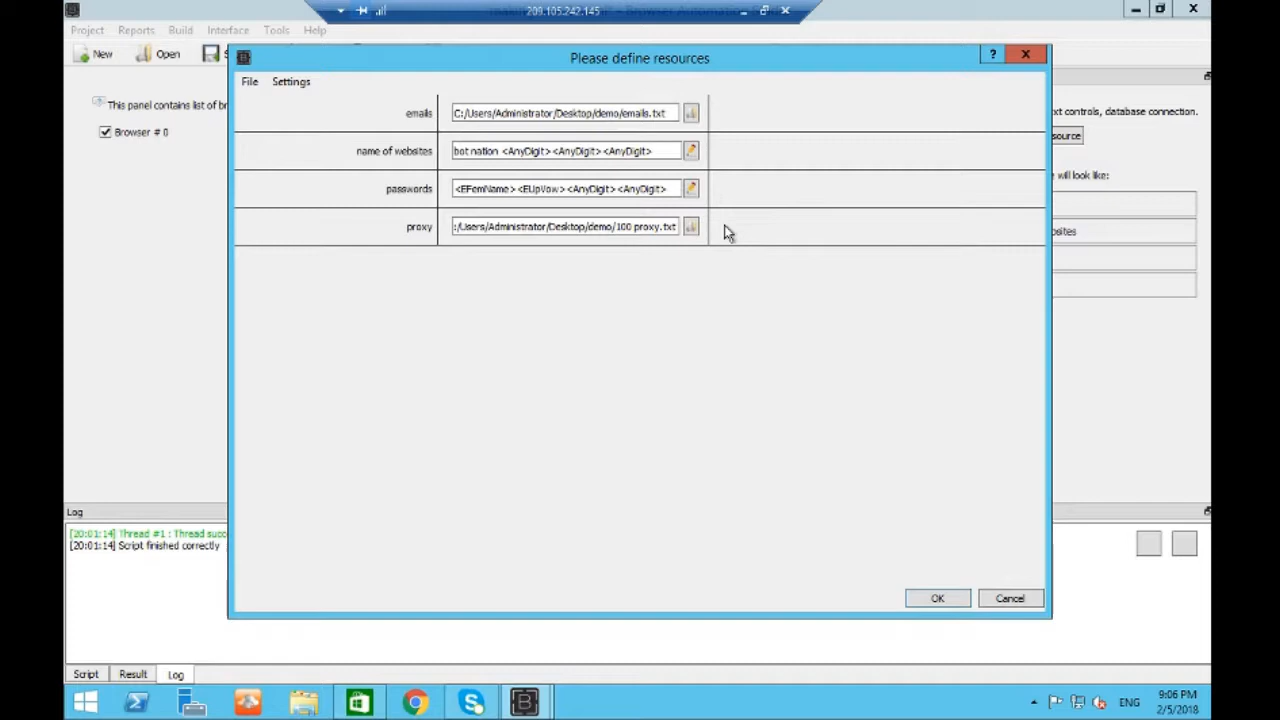 209.105.242.145
Browser Automation
Project Reports Build Interface Tools Help
New Open
Please define resources
?
File Settings
This panel contains list of br
Browser # 0
emails C:/Users/Administrator/Desktop/demo/emails.txt
name of websites bot nation <AnyDigit><AnyDigit><AnyDigit>
passwords <EFemName><EUpVow><AnyDigit><AnyDigit>
proxy :/Users/Administrator/Desktop/demo/100 proxy.txt
xt controls, database connection.
source
e will look like:
osites
Log
[20:01:14] Thread #1 : Thread succ
[20:01:14] Script finished correctly
OK Cancel
Script Result Log
ENG
9:06 PM
2/5/2018